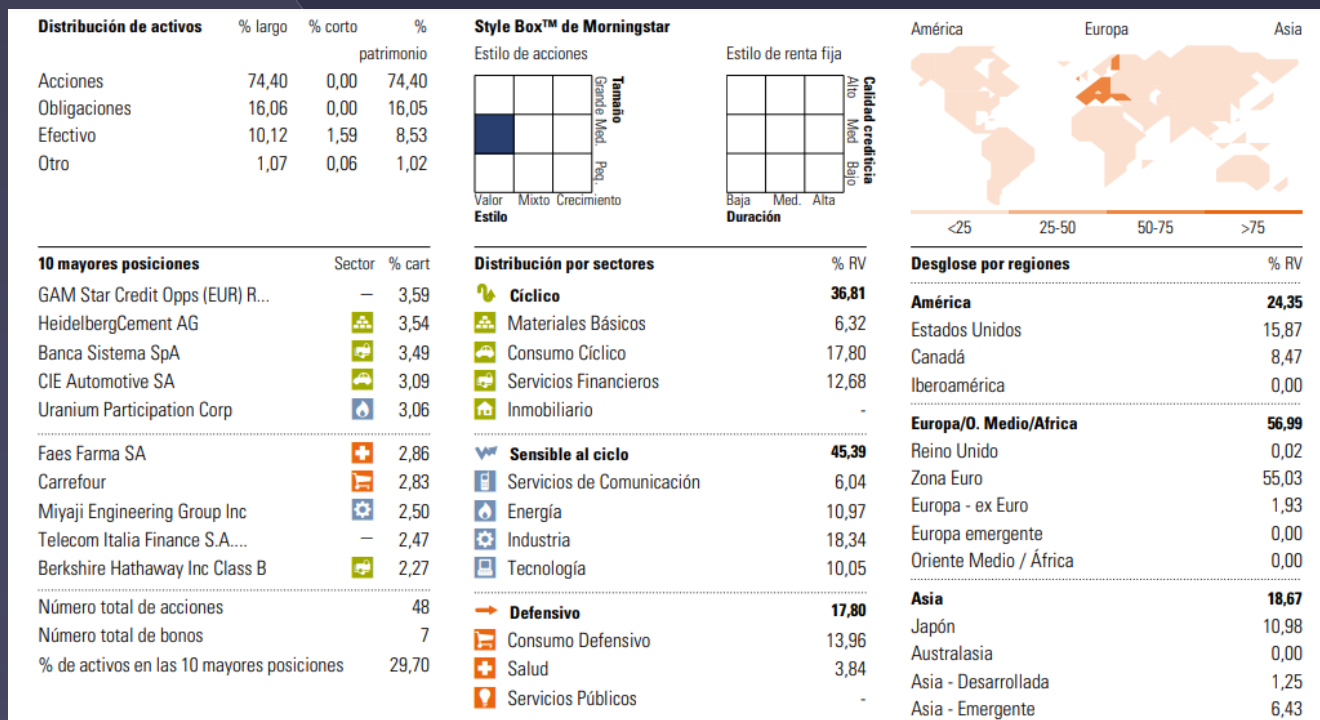 Distribución de activos % largo % corto %
patrimonio
Acciones 74,40 0,00 74,40
Obligaciones 16,06 0,00 16,05
Efectivo 10,12 1,59 8,53
Otro 1,07 0,06 1,02
10 mayores posiciones Sector % cart
GAM Star Credit Opps (EUR) R... – 3,59
HeidelbergCement AG 3,54
Banca Sistema SpA 3,49
CIE Automotive SA 3,09
Uranium Participation Corp 3,06
Faes Farma SA 2,86
Carrefour 2,83
Miyaji Engineering Group Inc 2,50
Telecom Italia Finance S.A.... – 2,47
Berkshire Hathaway Inc Class B 2,27
Número total de acciones 48
Número total de bonos 7
% de activos en las 10 mayores posiciones 29,70
Style Box™ de Morningstar
Estilo de acciones
Tamaño
Grande Med. Peq.
Valor Mixto Crecimiento
Estilo
Estilo de renta fija
Calidad crediticia
Alto Med Bajo
Baja Med. Alta
Duración
Distribución por sectores % RV
Cíclico 36,81
Materiales Básicos 6,32
Consumo Cíclico 17,80
Servicios Financieros 12,68
Inmobiliario -
Sensible al ciclo 45,39
Servicios de Comunicación 6,04
Energía 10,97
Industria 18,34
Tecnología 10,05
Defensivo 17,80
Consumo Defensivo 13,96
Salud 3,84
Servicios Públicos -
América Europa Asia
<25 25-50 50-75 >75
Desglose por regiones % RV
América 24,35
Estados Unidos 15,87
Canadá 8,47
Iberoamérica 0,00
Europa/O. Medio/Africa 56,99
Reino Unido 0,02
Zona Euro 55,03
Europa - ex Euro 1,93
Europa emergente 0,00
Oriente Medio / África 0,00
Asia 18,67
Japón 10,98
Australasia 0,00
Asia - Desarrollada 1,25
Asia - Emergente 6,43